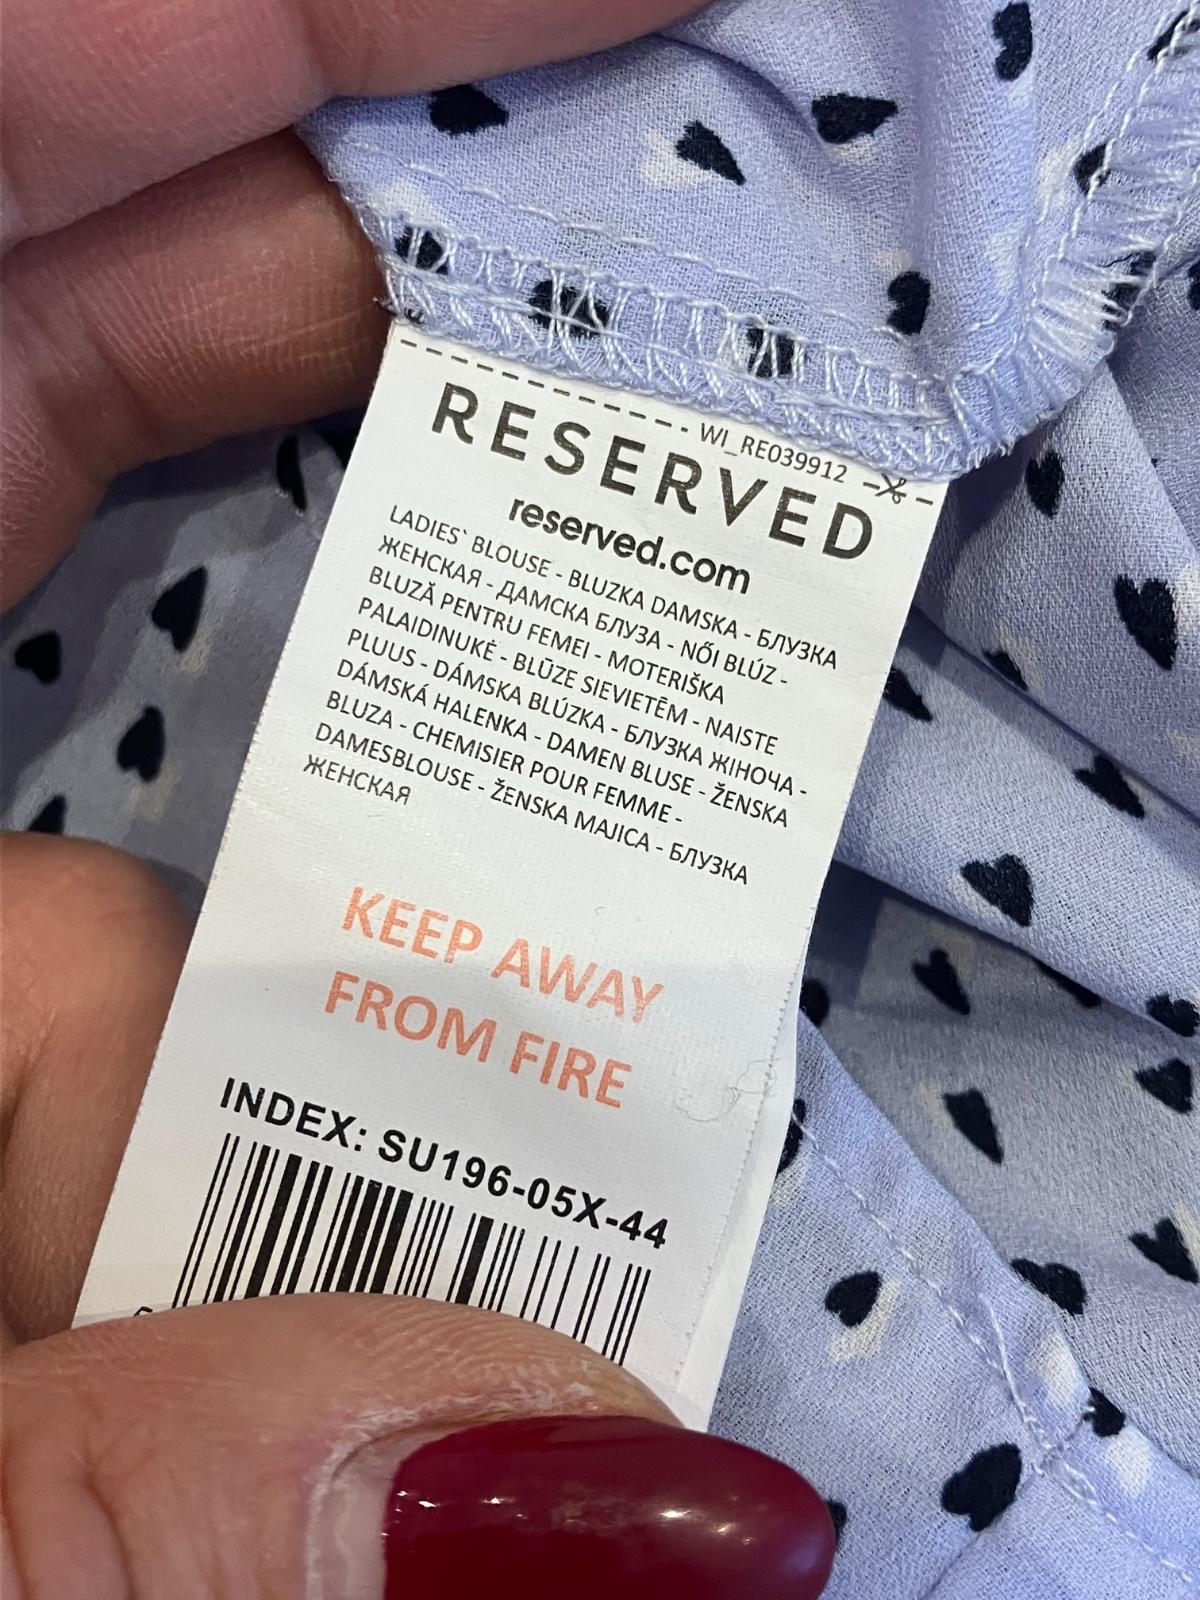 WI_RE039912
RESERVED
reserved.com
LADIES` BLOUSE - BLUZKA DAMSKA - БЛУЗКА
ЖЕНСКАЯ - ДАМСКА БЛУЗА - NŐI BLÚZ -
BLUZĂ PENTRU FEMEI - MOTERIŠKA
PALAIDINUKĖ - BLŪZE SIEVIETĒM - NAISTE
PLUUS - DÁMSKA BLÚZKA - БЛУЗКА ЖІНОЧА -
DÁMSKÁ HALENKA - DAMEN BLUSE - ŽENSKA
BLUZA - CHEMISIER POUR FEMME -
DAMESBLOUSE - ŽENSKA MAJICA - БЛУЗКА
ЖЕНСКАЯ
KEEP AWAY
FROM FIRE
INDEX: SU196-05X-44